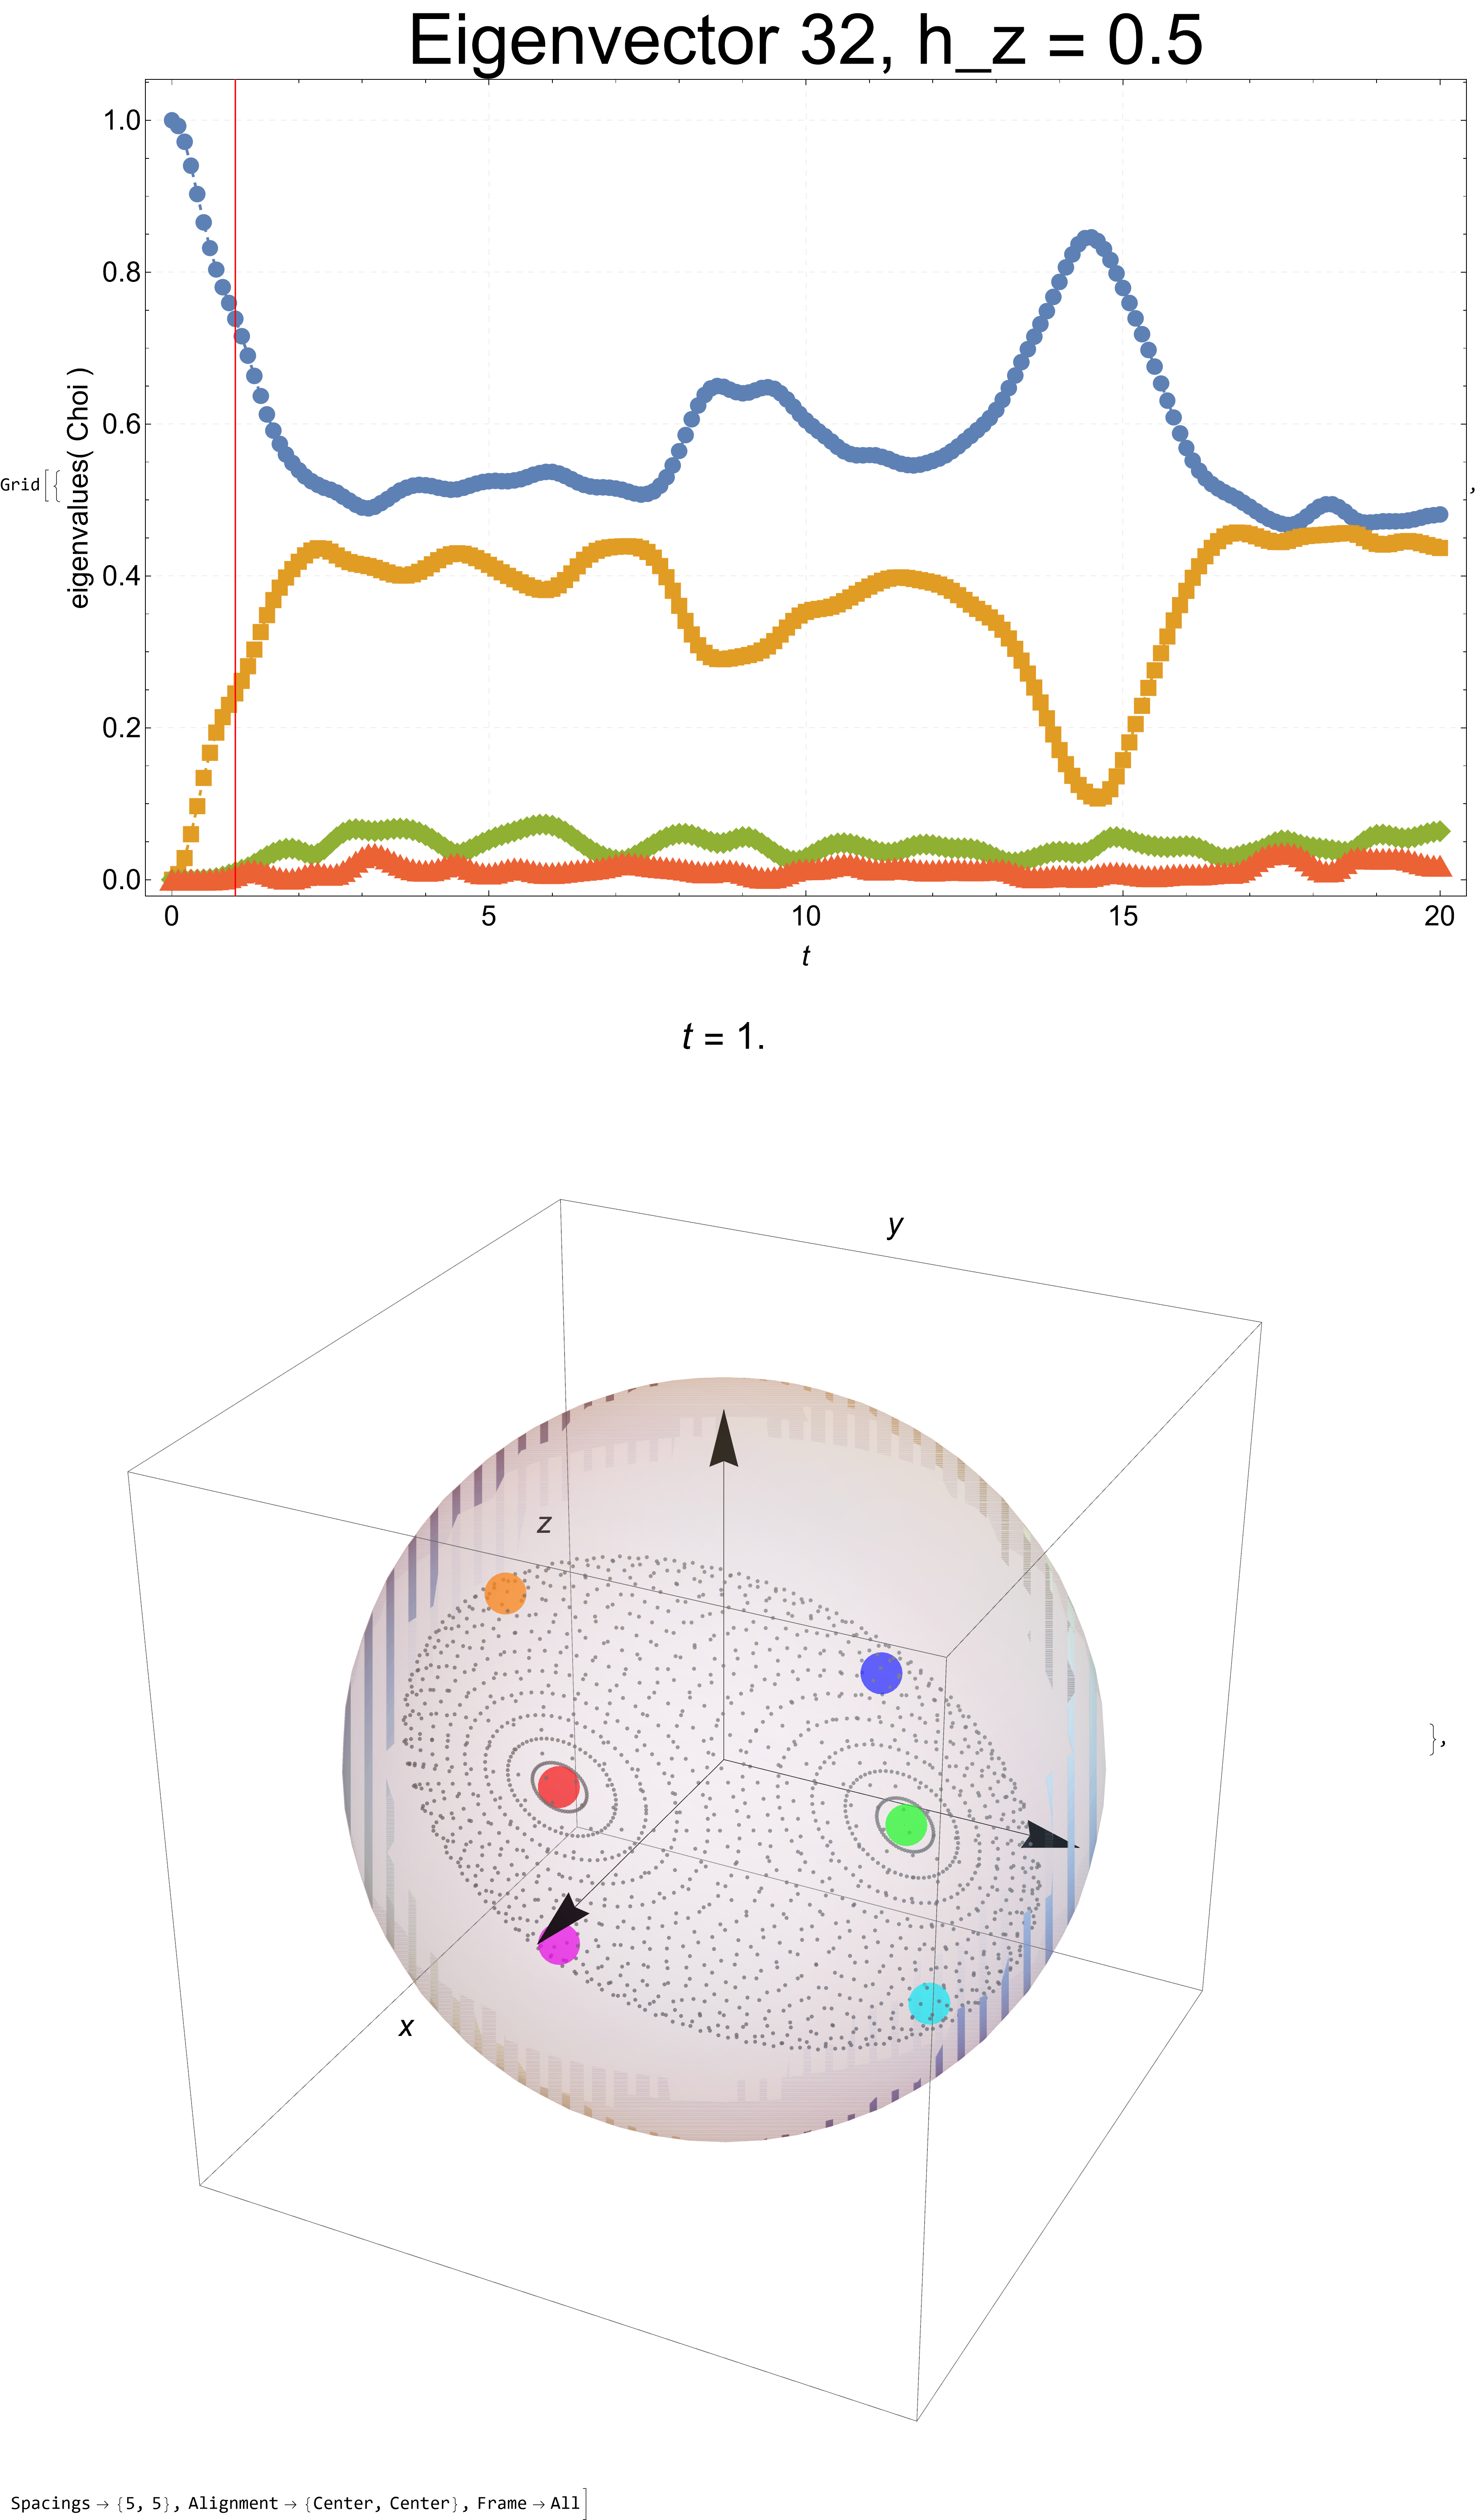 Eigenvector 32, h_z = 0.5
1.0
0.8
0.6
eigenvalues( Choi )
Grid[{ ,
0.4
0.2
0.0
0 5 10 15 20
t
t = 1.
y
z
},
x
Spacings → {5, 5}, Alignment → {Center, Center}, Frame → All]